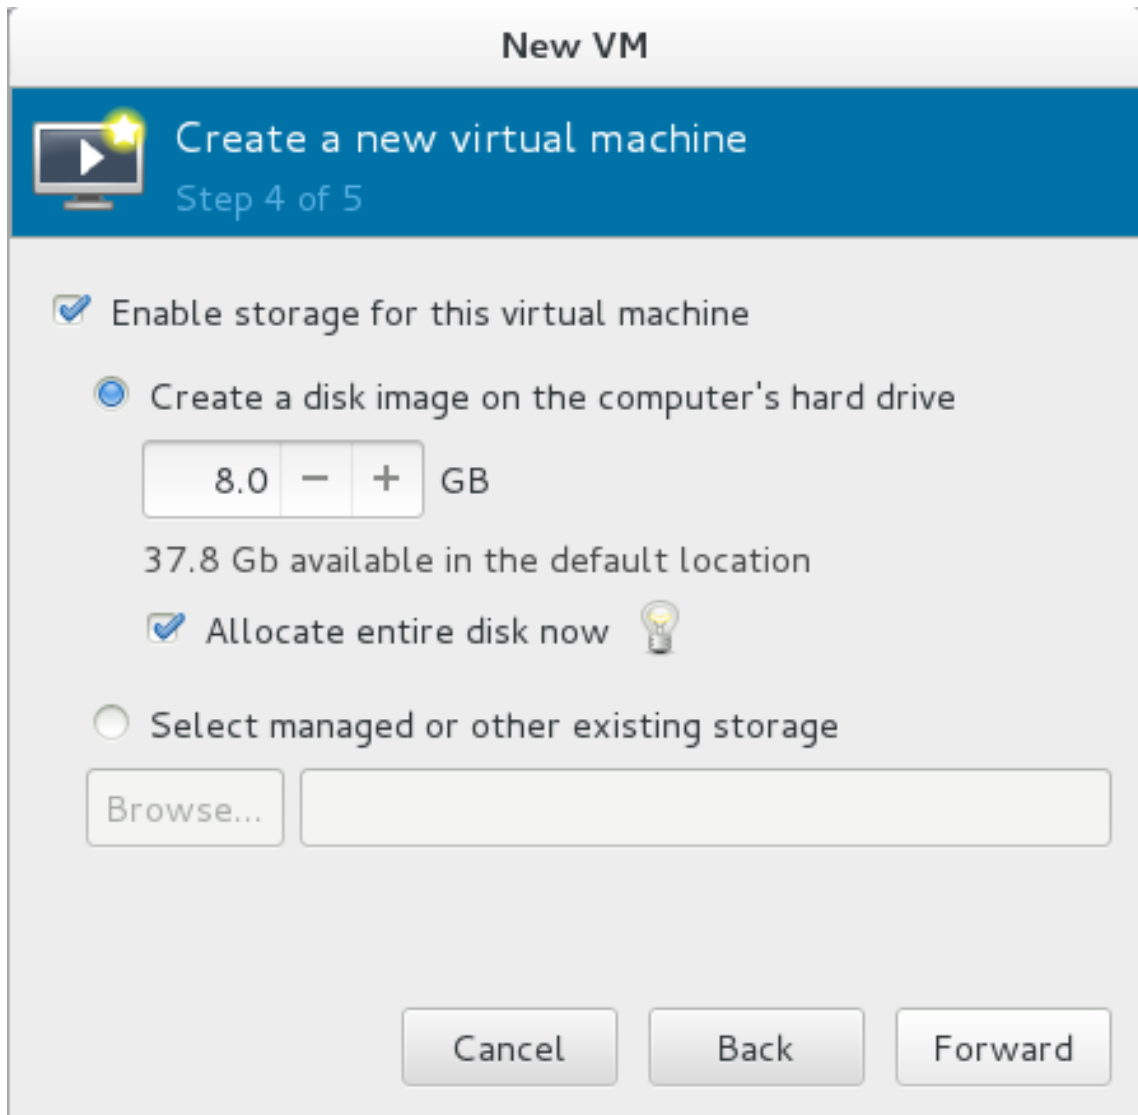 New VM
Create a new virtual machine
Step 4 of 5
Enable storage for this virtual machine
Create a disk image on the computer's hard drive
8.0 − + GB
37.8 Gb available in the default location
Allocate entire disk now
Select managed or other existing storage
Browse...
Cancel Back Forward